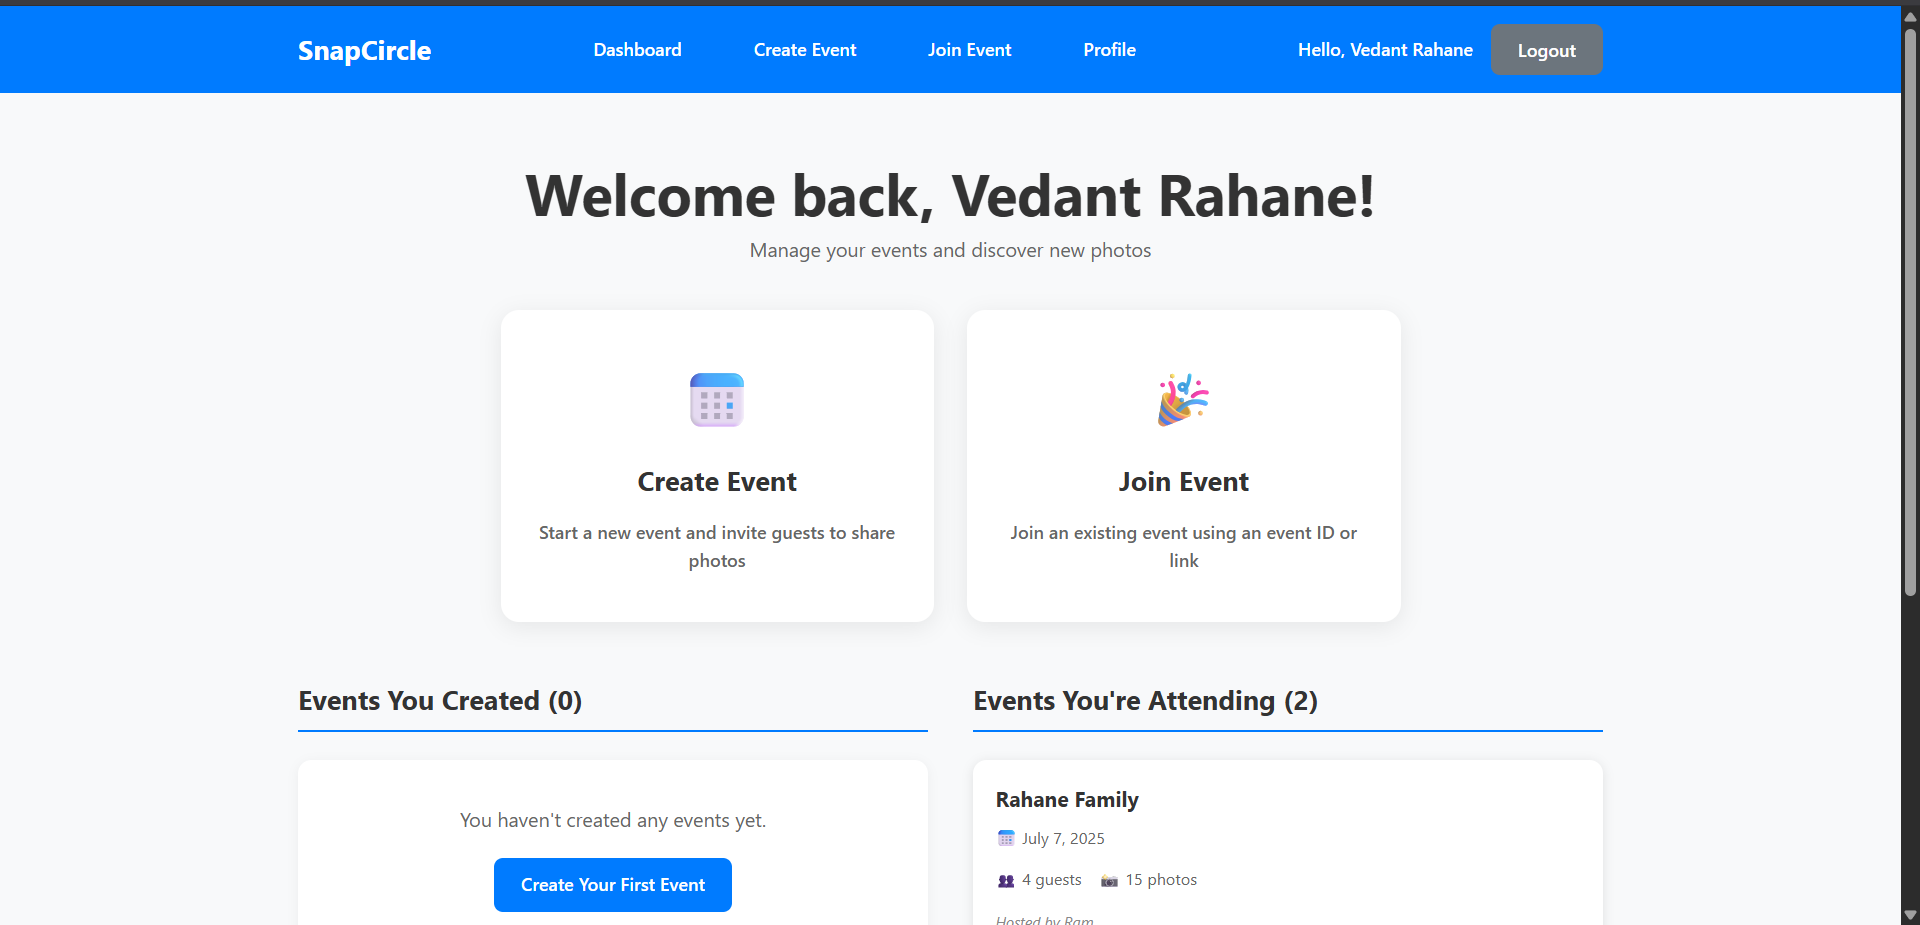 SnapCircle
Dashboard
Create Event
Join Event
Profile
Hello, Vedant Rahane
Logout
Welcome back, Vedant Rahane!
Manage your events and discover new photos
Create Event
Start a new event and invite guests to share
photos
Join Event
Join an existing event using an event ID or
link
Events You Created (0)
You haven't created any events yet.
Create Your First Event
Events You're Attending (2)
Rahane Family
July 7, 2025
4 guests 15 photos
Hosted by Ram